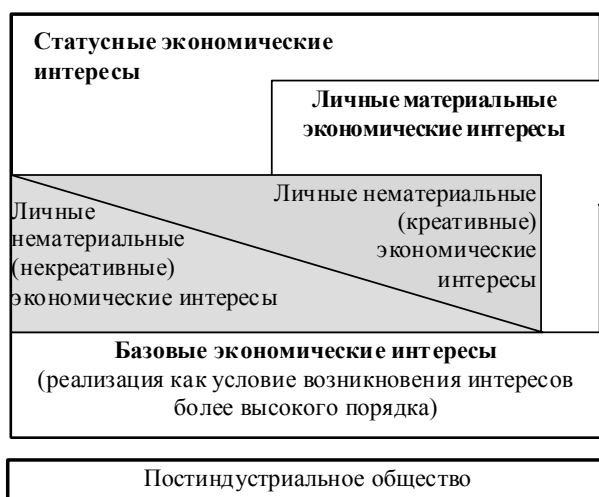 Статусные экономические
интересы
Личные материальные
экономические интересы
Личные нематериальные
(креативные)
экономические
интересы
Личные
нематериальные
(некреативные)
экономические интересы
Базовые экономические интересы
(реализация как условие возникновения интересов
более высокого порядка)
Постиндустриальное общество